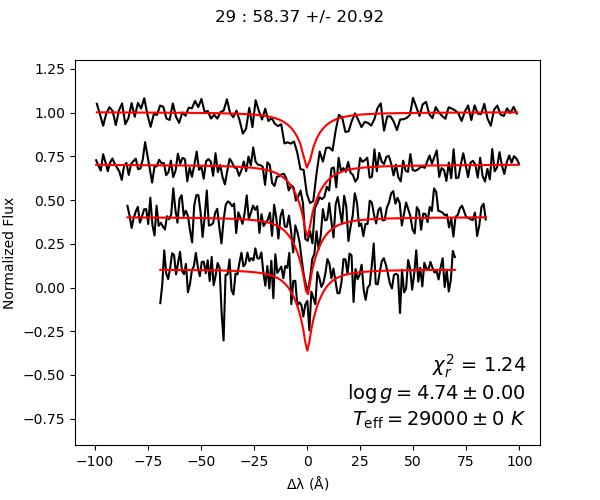 29 : 58.37 +/- 20.92
1.25
1.00
0.75
0.50
0.25
0.00
−0.25
−0.50
−0.75
Normalized Flux
χ²ᵣ = 1.24
log g = 4.74 ± 0.00
T_eff = 29000 ± 0 K
−100 −75 −50 −25 0 25 50 75 100
Δλ (Å)